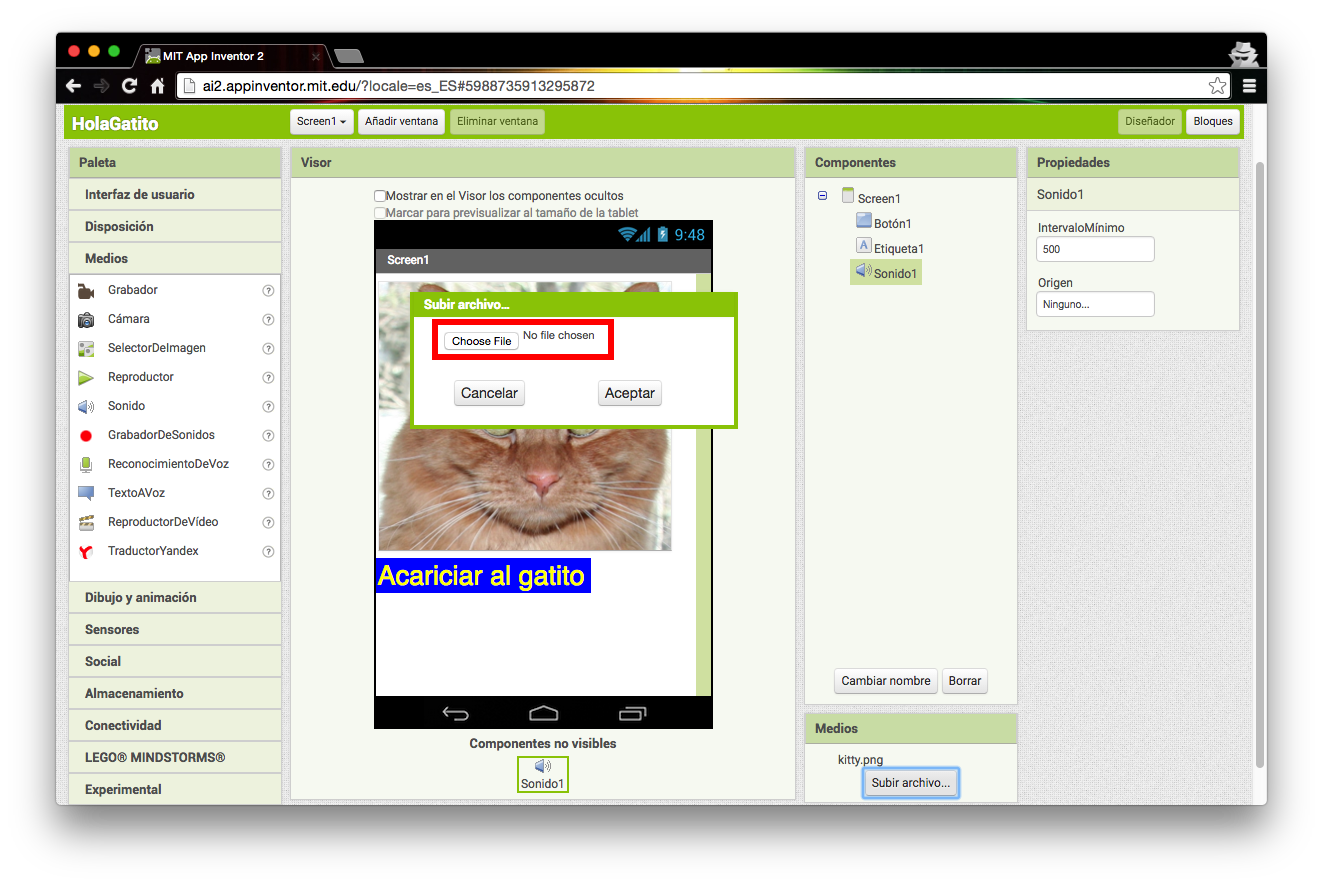 MIT App Inventor 2
ai2.appinventor.mit.edu/?locale=es_ES#5988735913295872
HolaGatito
Screen1
Añadir ventana
Eliminar ventana
Diseñador
Bloques
Paleta
Interfaz de usuario
Disposición
Medios
Grabador
?
Cámara
?
SelectorDeImagen
?
Reproductor
?
Sonido
?
GrabadorDeSonidos
?
ReconocimientoDeVoz
?
TextoAVoz
?
ReproductorDeVídeo
?
TraductorYandex
?
Dibujo y animación
Sensores
Social
Almacenamiento
Conectividad
LEGO® MINDSTORMS®
Experimental
Visor
Mostrar en el Visor los componentes ocultos
Marcar para previsualizar al tamaño de la tablet
9:48
Screen1
Subir archivo...
Choose File No file chosen
Cancelar
Aceptar
Acariciar al gatito
Componentes no visibles
Sonido1
Componentes
Screen1
Botón1
A Etiqueta1
Sonido1
Cambiar nombre
Borrar
Medios
kitty.png
Subir archivo...
Propiedades
Sonido1
IntervaloMínimo
500
Origen
Ninguno...